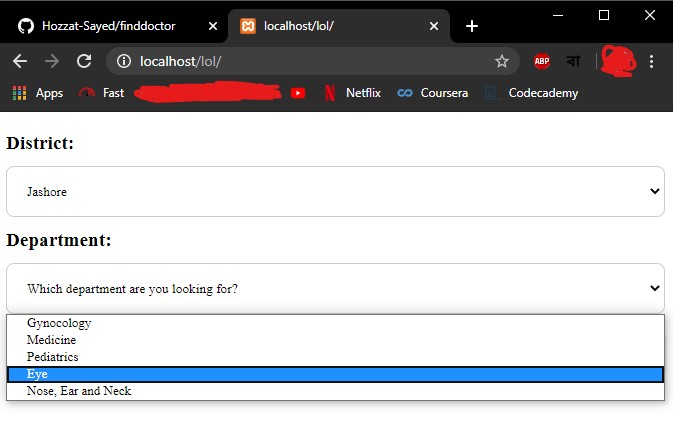 Hozzat-Sayed/finddoctor
localhost/lol/
localhost/lol/
ABP
বা
Apps
Fast
Netflix
Coursera
Codecademy
District:
Jashore
Department:
Which department are you looking for?
Gynocology
Medicine
Pediatrics
Eye
Nose, Ear and Neck